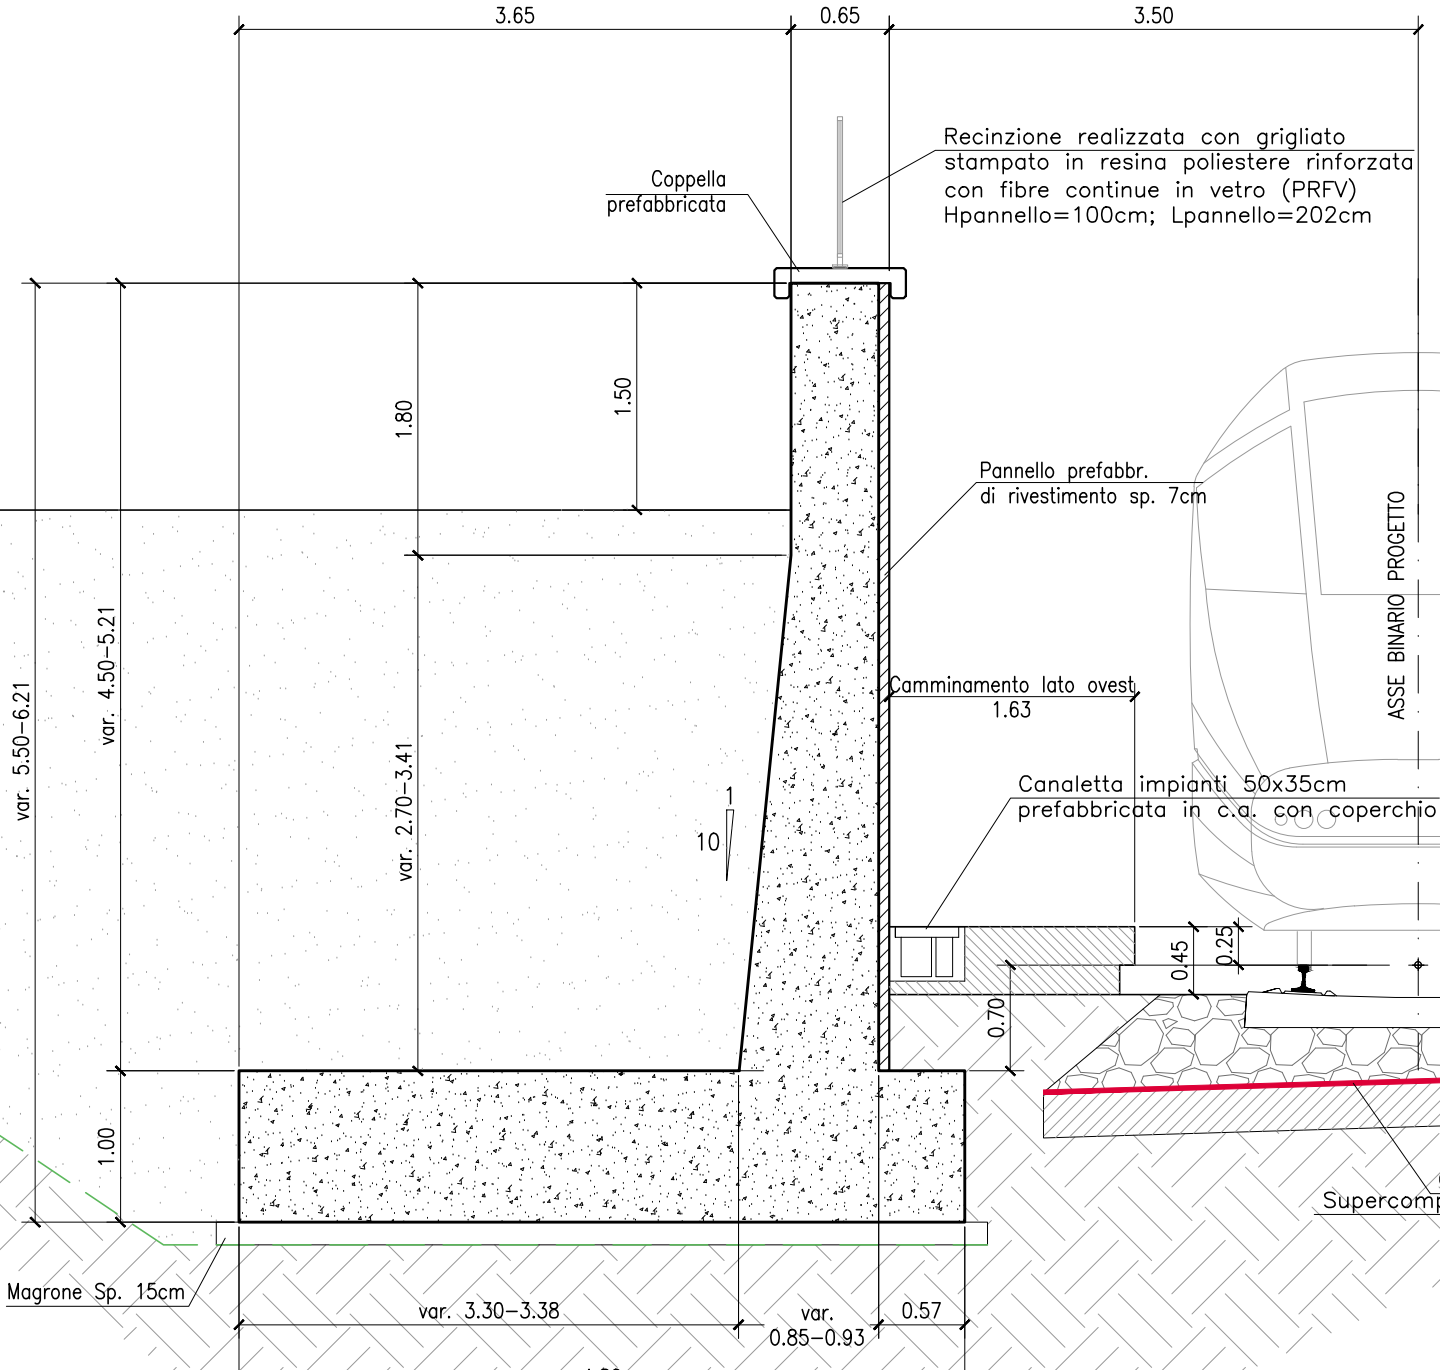 3.65
0.65
3.50
Recinzione realizzata con grigliato
stampato in resina poliestere rinforzata
con fibre continue in vetro (PRFV)
Hpannello=100cm; Lpannello=202cm
Coppella
prefabbricata
1.80
1.50
Pannello prefabbr.
di rivestimento sp. 7cm
ASSE BINARIO PROGETTO
var. 5.50-6.21
var. 4.50-5.21
var. 2.70-3.41
Camminamento lato ovest
1.63
1
10
Canaletta impianti 50x35cm
prefabbricata in c.a. con coperchio
0.45
0.25
0.70
1.00
Supercomp
Magrone Sp. 15cm
var. 3.30-3.38
var.
0.85-0.93
0.57